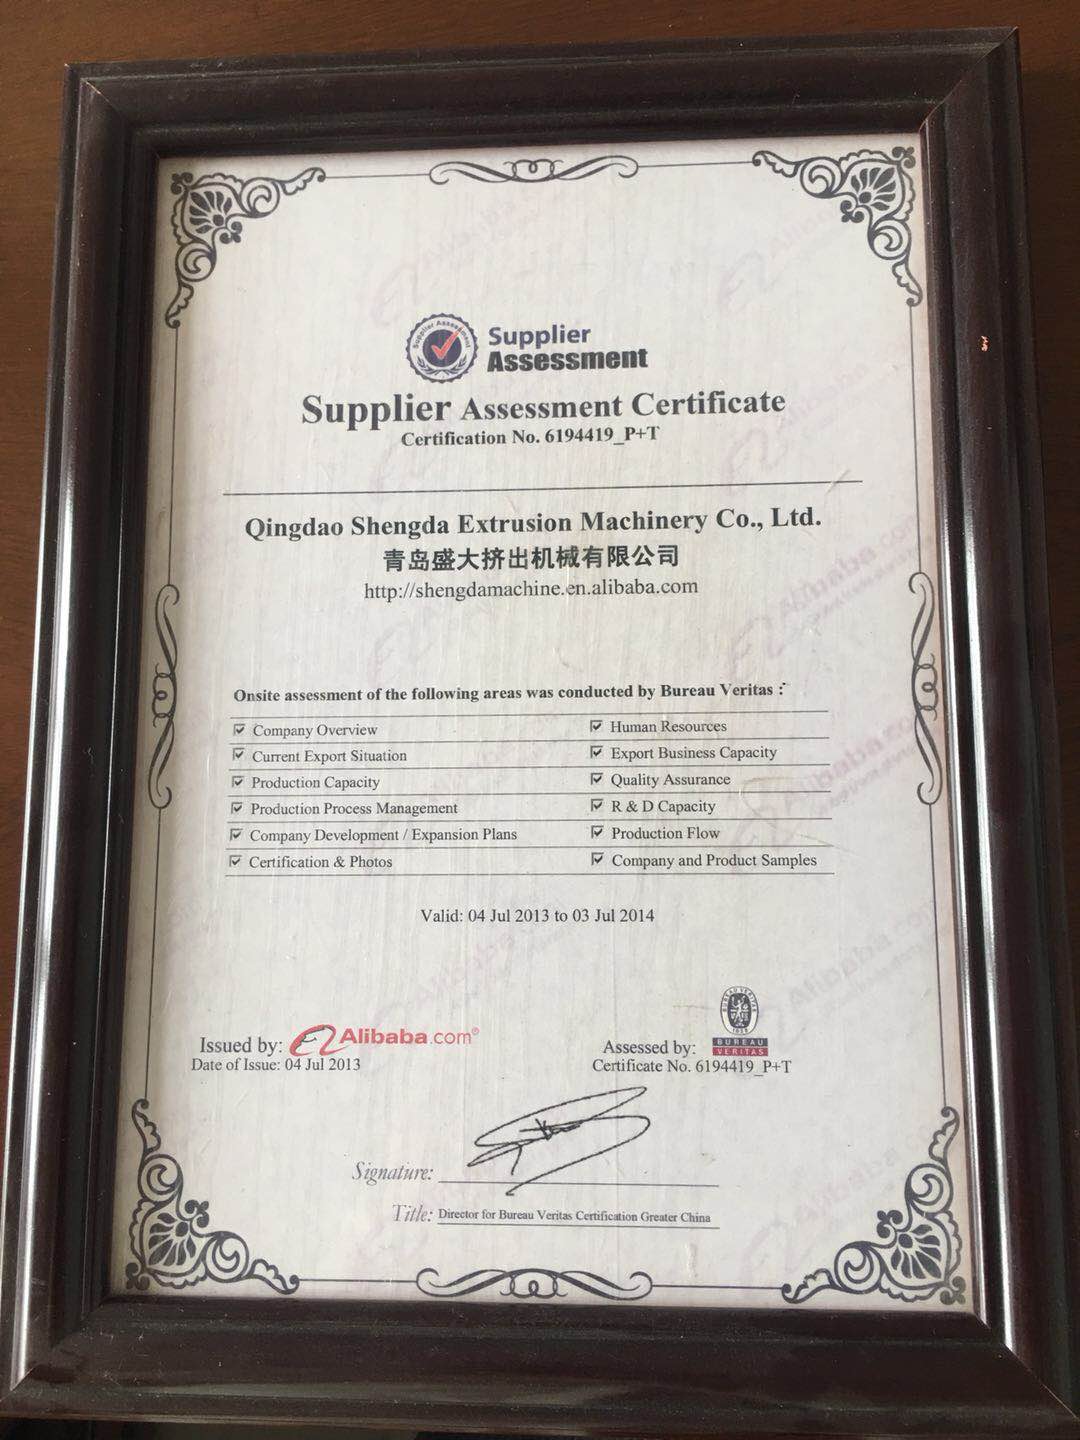 Supplier Assessment
Supplier
Assessment
Supplier Assessment Certificate
Certification No. 6194419_P+T
Qingdao Shengda Extrusion Machinery Co., Ltd.
青岛盛大挤出机械有限公司
http://shengdamachine.en.alibaba.com
Onsite assessment of the following areas was conducted by Bureau Veritas :
Company Overview Human Resources
Current Export Situation Export Business Capacity
Production Capacity Quality Assurance
Production Process Management R & D Capacity
Company Development / Expansion Plans Production Flow
Certification & Photos Company and Product Samples
Valid: 04 Jul 2013 to 03 Jul 2014
Issued by: Alibaba.com®
Date of Issue: 04 Jul 2013
BUREAU VERITAS
1828
Assessed by: BUREAU
VERITAS
Certificate No. 6194419_P+T
Signature:
Title: Director for Bureau Veritas Certification Greater China